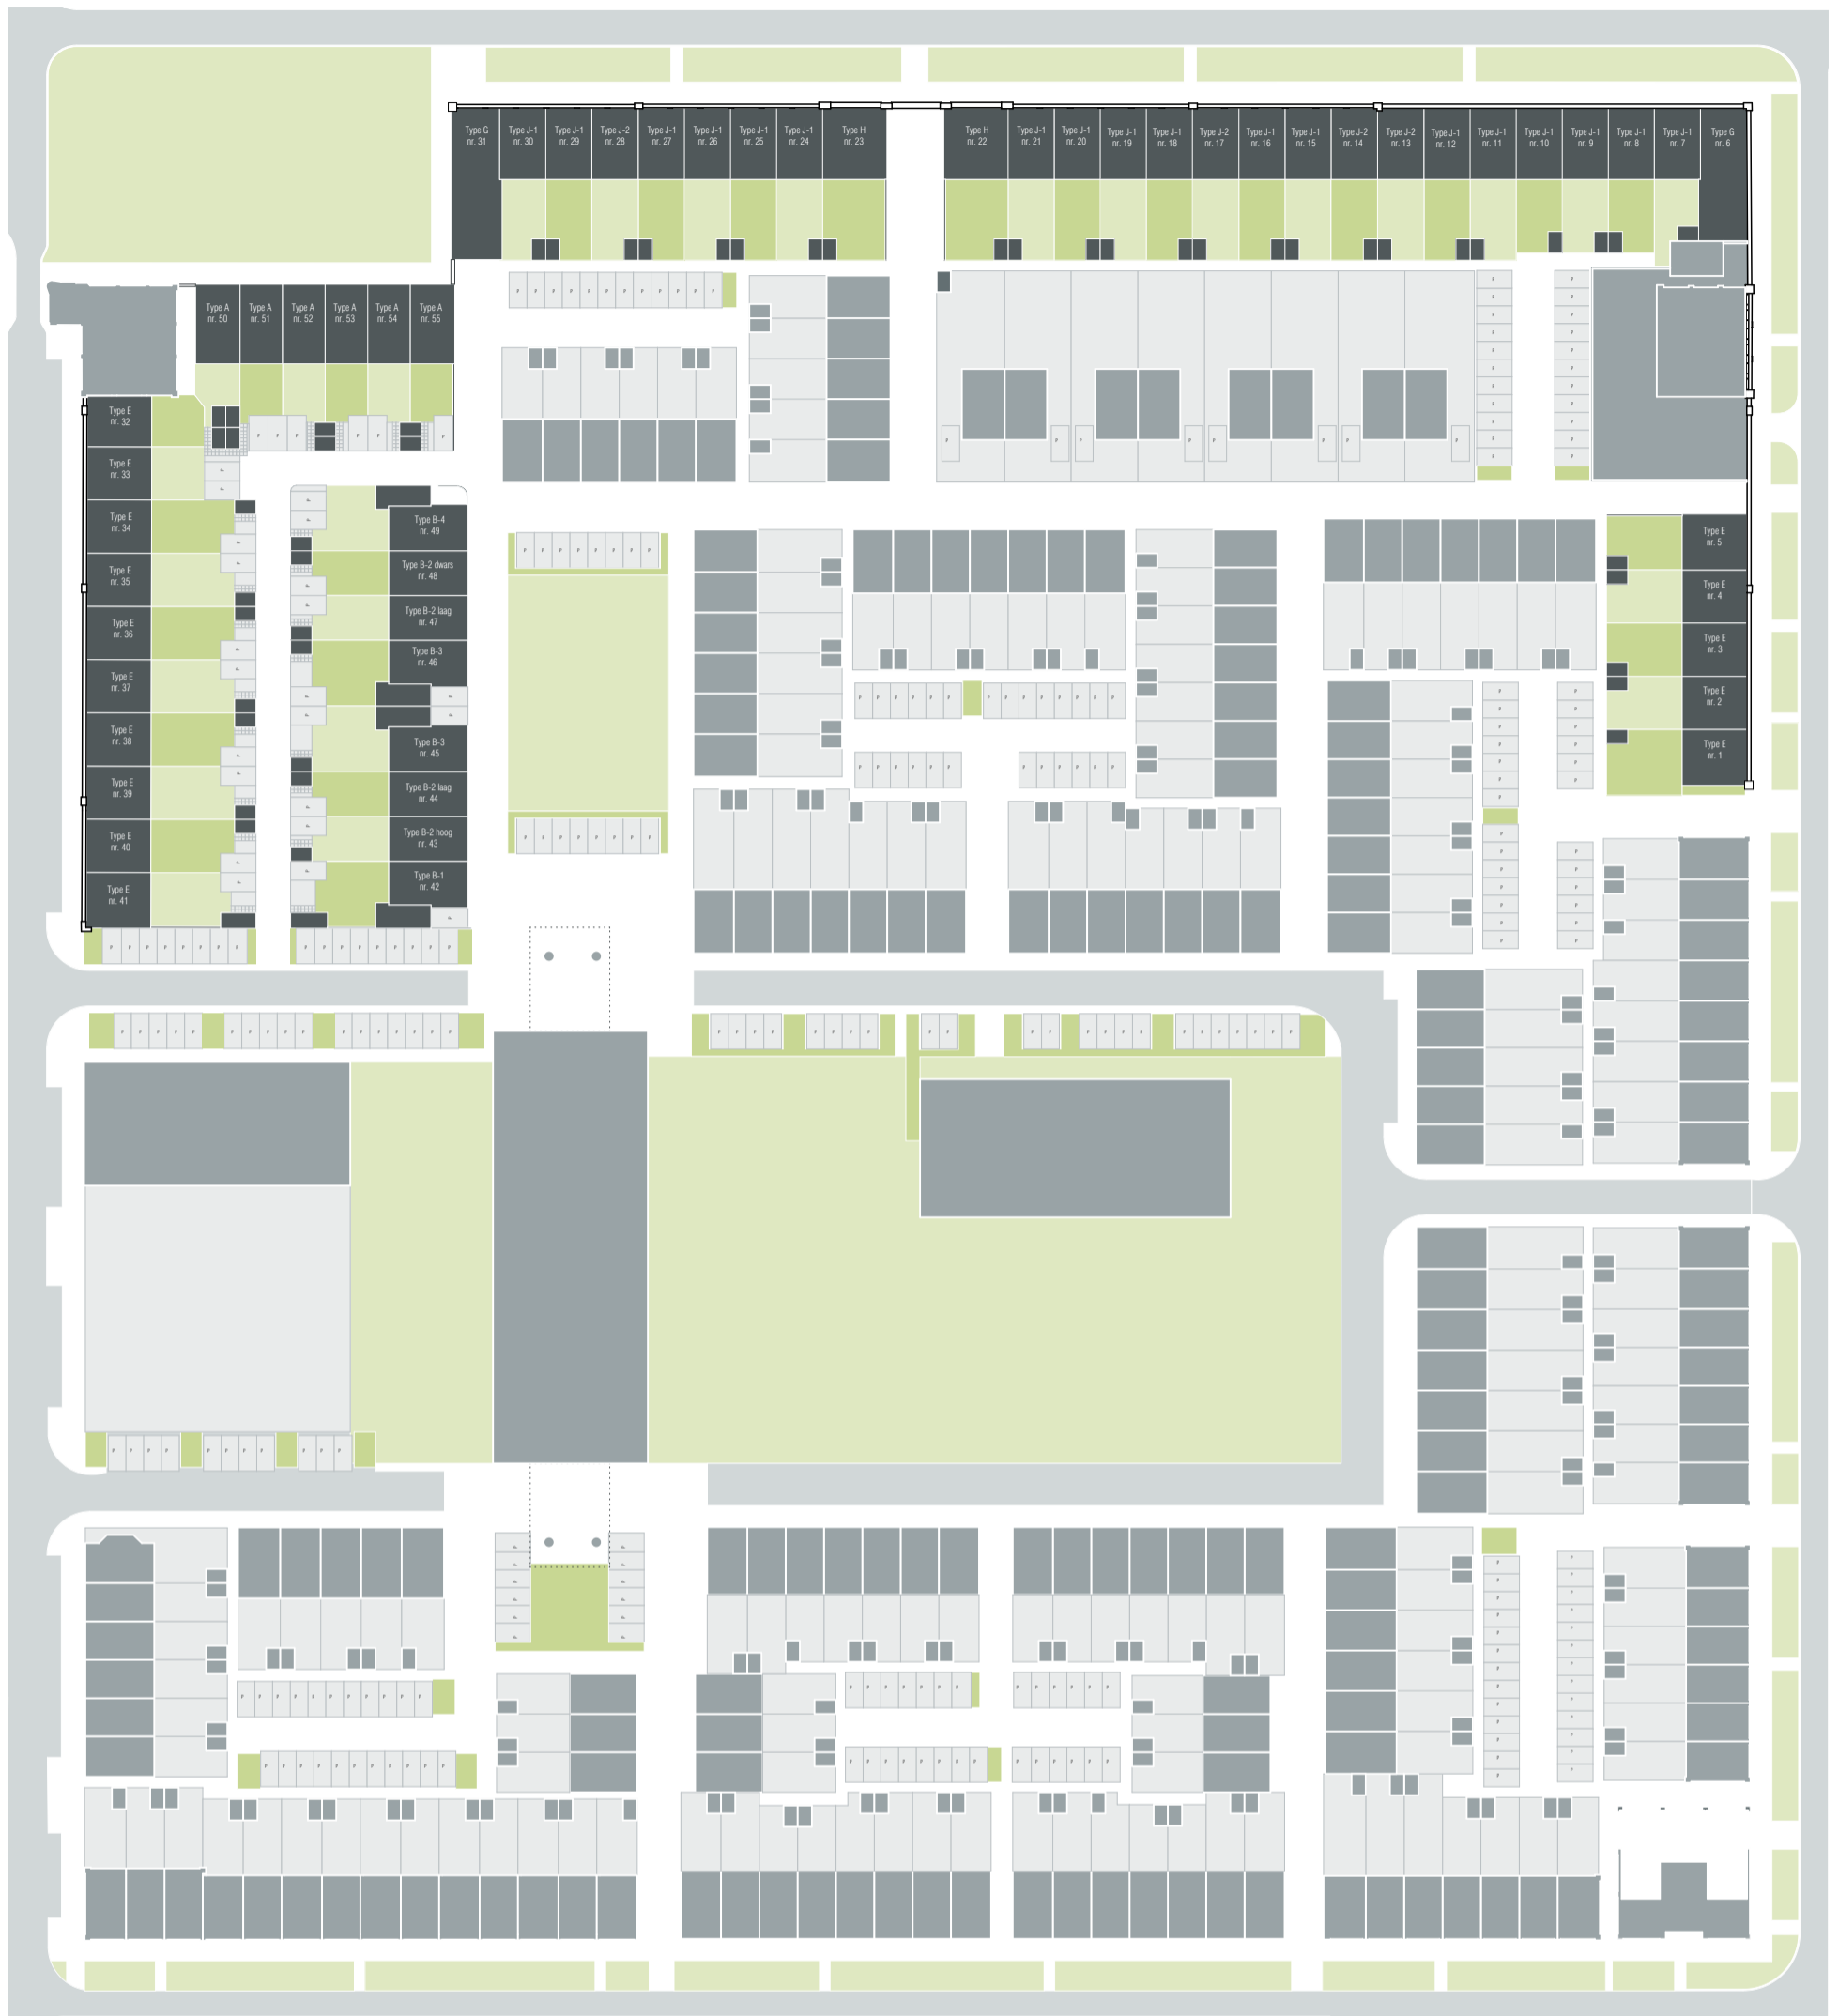 Type G
nr. 31
Type J-1
nr. 30
Type J-1
nr. 29
Type J-2
nr. 28
Type J-1
nr. 27
Type J-1
nr. 26
Type J-1
nr. 25
Type J-1
nr. 24
Type H
nr. 23
Type H
nr. 22
Type J-1
nr. 21
Type J-1
nr. 20
Type J-1
nr. 19
Type J-1
nr. 18
Type J-2
nr. 17
Type J-1
nr. 16
Type J-1
nr. 15
Type J-2
nr. 14
Type J-2
nr. 13
Type J-1
nr. 12
Type J-1
nr. 11
Type J-1
nr. 10
Type J-1
nr. 9
Type J-1
nr. 8
Type J-1
nr. 7
Type G
nr. 6
Type A
nr. 50
Type A
nr. 51
Type A
nr. 52
Type A
nr. 53
Type A
nr. 54
Type A
nr. 55
Type E
nr. 32
Type E
nr. 33
Type E
nr. 34
Type E
nr. 35
Type E
nr. 36
Type E
nr. 37
Type E
nr. 38
Type E
nr. 39
Type E
nr. 40
Type E
nr. 41
Type B-4
nr. 49
Type B-2 dwars
nr. 48
Type B-2 laag
nr. 47
Type B-3
nr. 46
Type B-3
nr. 45
Type B-2 laag
nr. 44
Type B-2 hoog
nr. 43
Type B-1
nr. 42
Type E
nr. 5
Type E
nr. 4
Type E
nr. 3
Type E
nr. 2
Type E
nr. 1